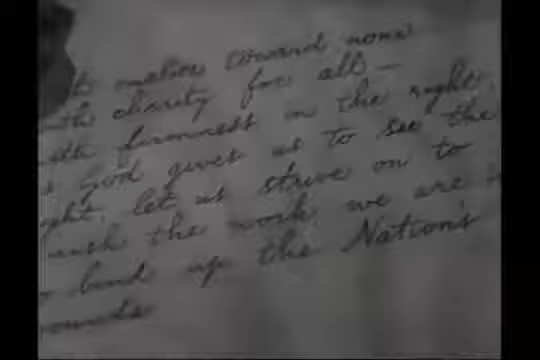 malice toward none
charity for all —
firmness in the right,
God gives us to see the
let us strive on to
the work we are
bind up the Nation's
wounds